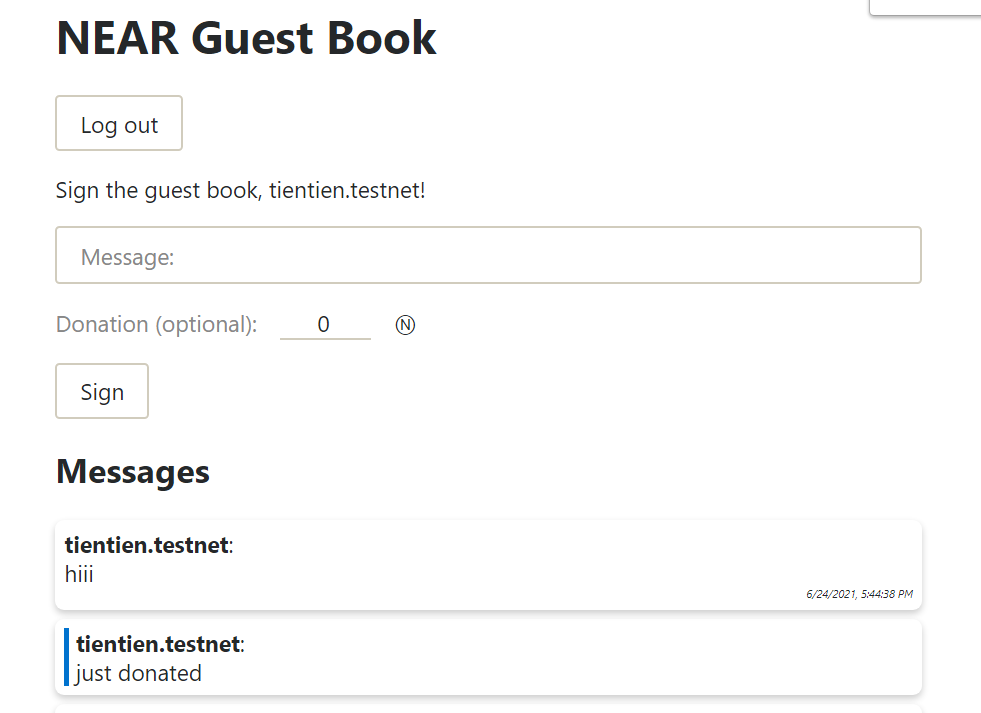 NEAR Guest Book
Log out
Sign the guest book, tientien.testnet!
Message:
Donation (optional): 0 Ⓝ
Sign
Messages
tientien.testnet:
hiii
6/24/2021, 5:44:38 PM
tientien.testnet:
just donated